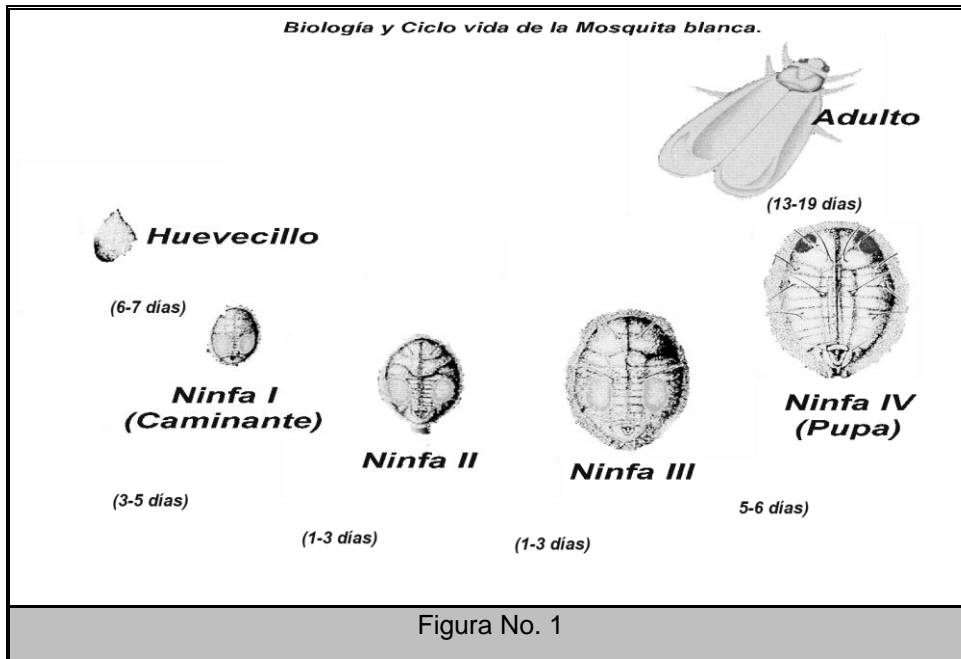 Biología y Ciclo vida de la Mosquita blanca.
Adulto
(13-19 días)
Huevecillo
(6-7 días)
Ninfa I
(Caminante)
(3-5 días)
Ninfa II
(1-3 días)
Ninfa III
(1-3 días)
Ninfa IV
(Pupa)
5-6 días)
Figura No. 1